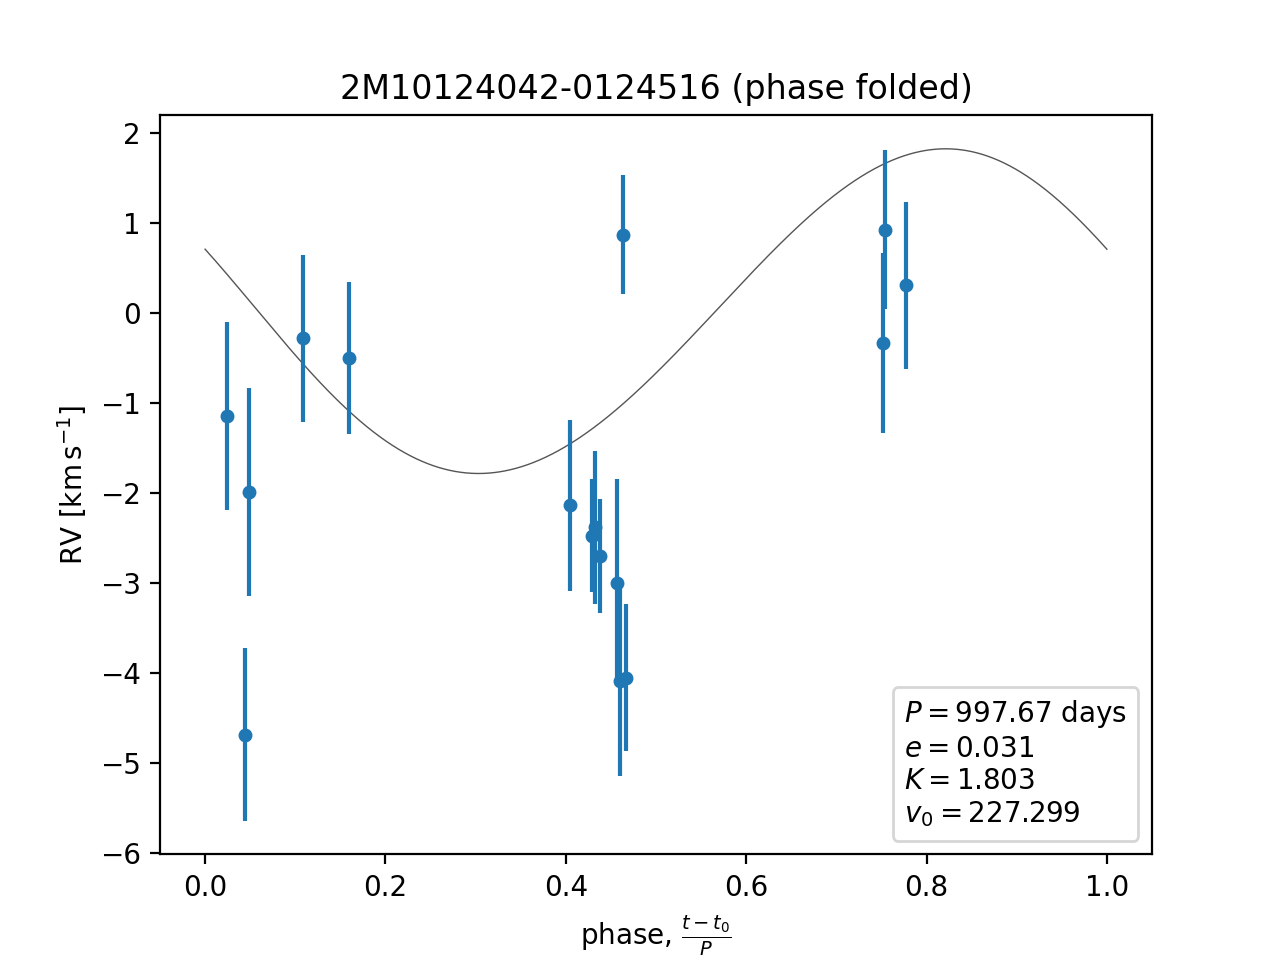 2M10124042-0124516 (phase folded)
2
1
0
−1
−2
−3
−4
−5
−6
RV [km s⁻¹]
0.0 0.2 0.4 0.6 0.8 1.0
phase, (t − t₀)/P
P = 997.67 days
e = 0.031
K = 1.803
v₀ = 227.299